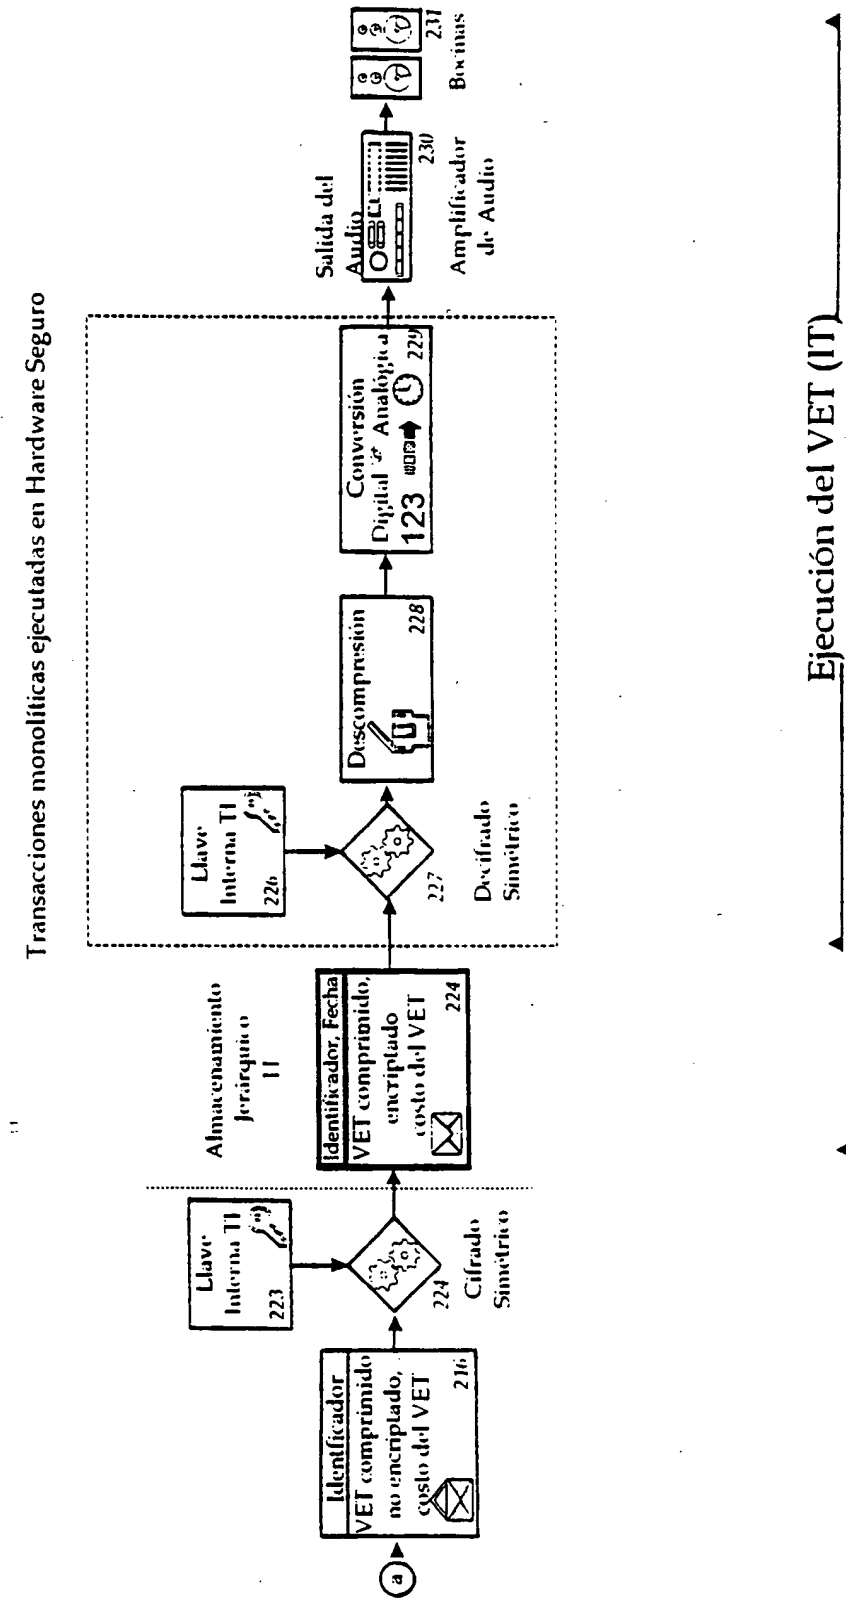 Transacciones monolíticas ejecutadas en Hardware Seguro
a
Identificador
VET comprimido
no encriptado,
costo del VET
216
Llave
Interna TI
223
224
Cifrado
Simétrico
Almacenamiento
Jerárquico
Identificador, Fecha
VET comprimido,
encriptado
costo del VET
224
Llave
Interna TI
226
227
Decifrado
Simétrico
Descompresión
228
Conversión
Digital Analógica
123
229
Salida del
Audio
230
Amplificador
de Audio
231
Bocinas
Ejecución del VET (IT)